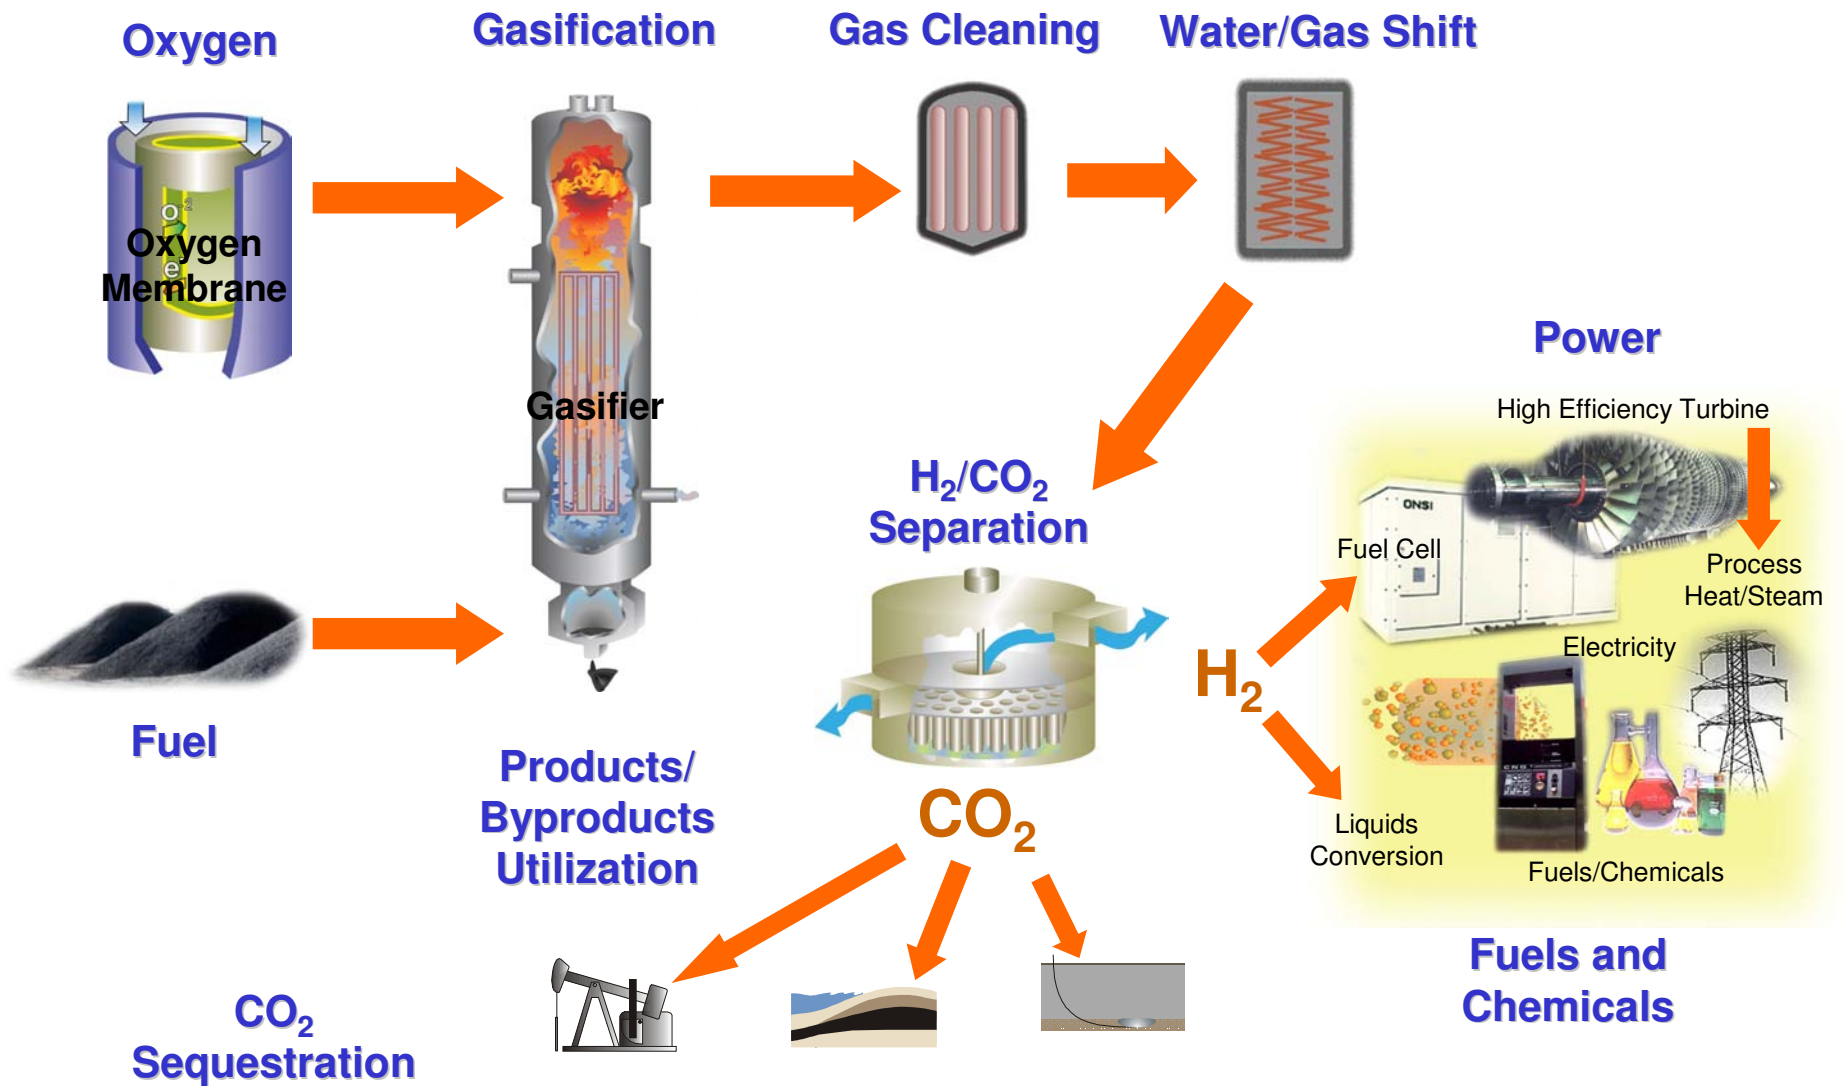 Oxygen
Gasification
Gas Cleaning
Water/Gas Shift
O
Oxygen
e
Membrane
Gasifier
Fuel
Products/
Byproducts
Utilization
H₂/CO₂
Separation
CO₂
H₂
Power
High Efficiency Turbine
ONSI
Fuel Cell
Process
Heat/Steam
Electricity
Liquids
Conversion
Fuels/Chemicals
Fuels and
Chemicals
CO₂
Sequestration